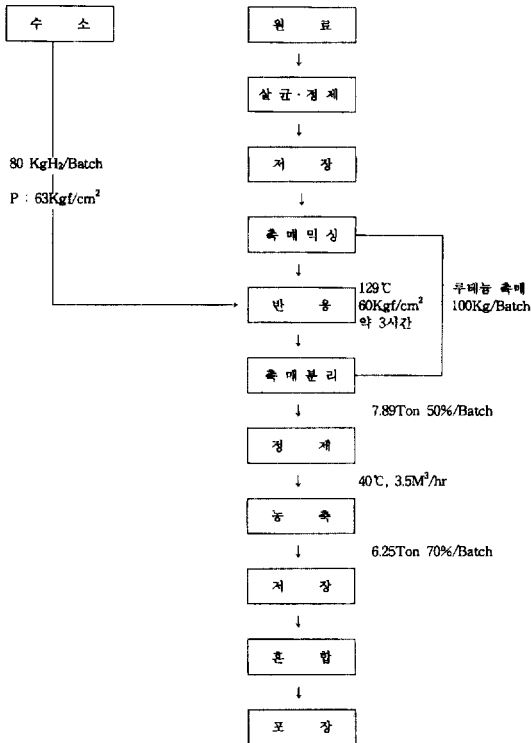 수 소
원 료
살 균 · 정 제
저 장
80 KgH₂/Batch
P : 63Kgf/cm²
촉 매 믹 싱
루테늄 촉매
100Kg/Batch
반 응
129℃
60Kgf/cm²
약 3시간
촉 매 분 리
7.89Ton 50%/Batch
정 제
40℃, 3.5M³/hr
농 축
6.25Ton 70%/Batch
저 장
혼 합
포 장